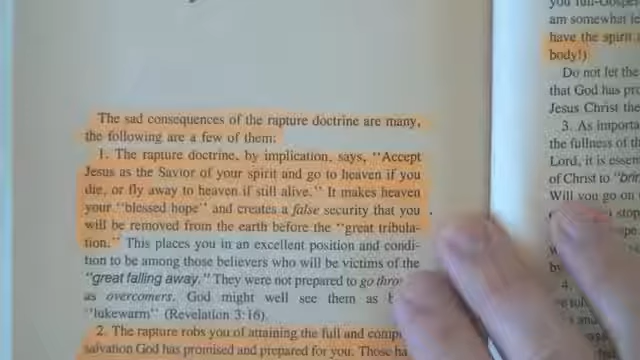 The sad consequences of the rapture doctrine are many,
the following are a few of them:
1. The rapture doctrine, by implication, says, "Accept
Jesus as the Savior of your spirit and go to heaven if you
die, or fly away to heaven if still alive." It makes heaven
your "blessed hope" and creates a false security that you
will be removed from the earth before the "great tribula-
tion." This places you in an excellent position and condi-
tion to be among those believers who will be victims of the
"great falling away." They were not prepared to go
as overcomers. God might well see them as
"lukewarm" (Revelation 3:16).
2. The rapture robs you of attaining the full and
salvation God has promised and prepared for you. Those
am somewhat
have the spirit
body!)
Do not let the
that God has
Jesus Christ the
3. As
the fullness of
Lord, it is
of Christ to
Will you go on
4.